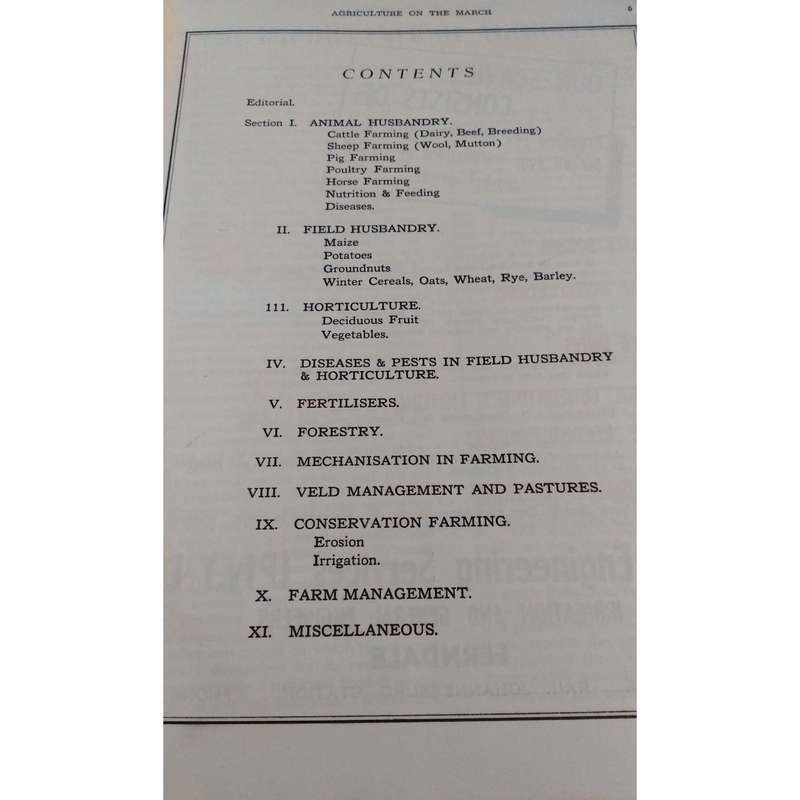 AGRICULTURE ON THE MARCH
CONTENTS
Editorial.
Section I. ANIMAL HUSBANDRY.
Cattle Farming (Dairy, Beef, Breeding)
Sheep Farming (Wool, Mutton)
Pig Farming
Poultry Farming
Horse Farming
Nutrition & Feeding
Diseases.
II. FIELD HUSBANDRY.
Maize
Potatoes
Groundnuts
Winter Cereals, Oats, Wheat, Rye, Barley.
111. HORTICULTURE.
Deciduous Fruit
Vegetables.
IV. DISEASES & PESTS IN FIELD HUSBANDRY
& HORTICULTURE.
V. FERTILISERS.
VI. FORESTRY.
VII. MECHANISATION IN FARMING.
VIII. VELD MANAGEMENT AND PASTURES.
IX. CONSERVATION FARMING.
Erosion
Irrigation.
X. FARM MANAGEMENT.
XI. MISCELLANEOUS.